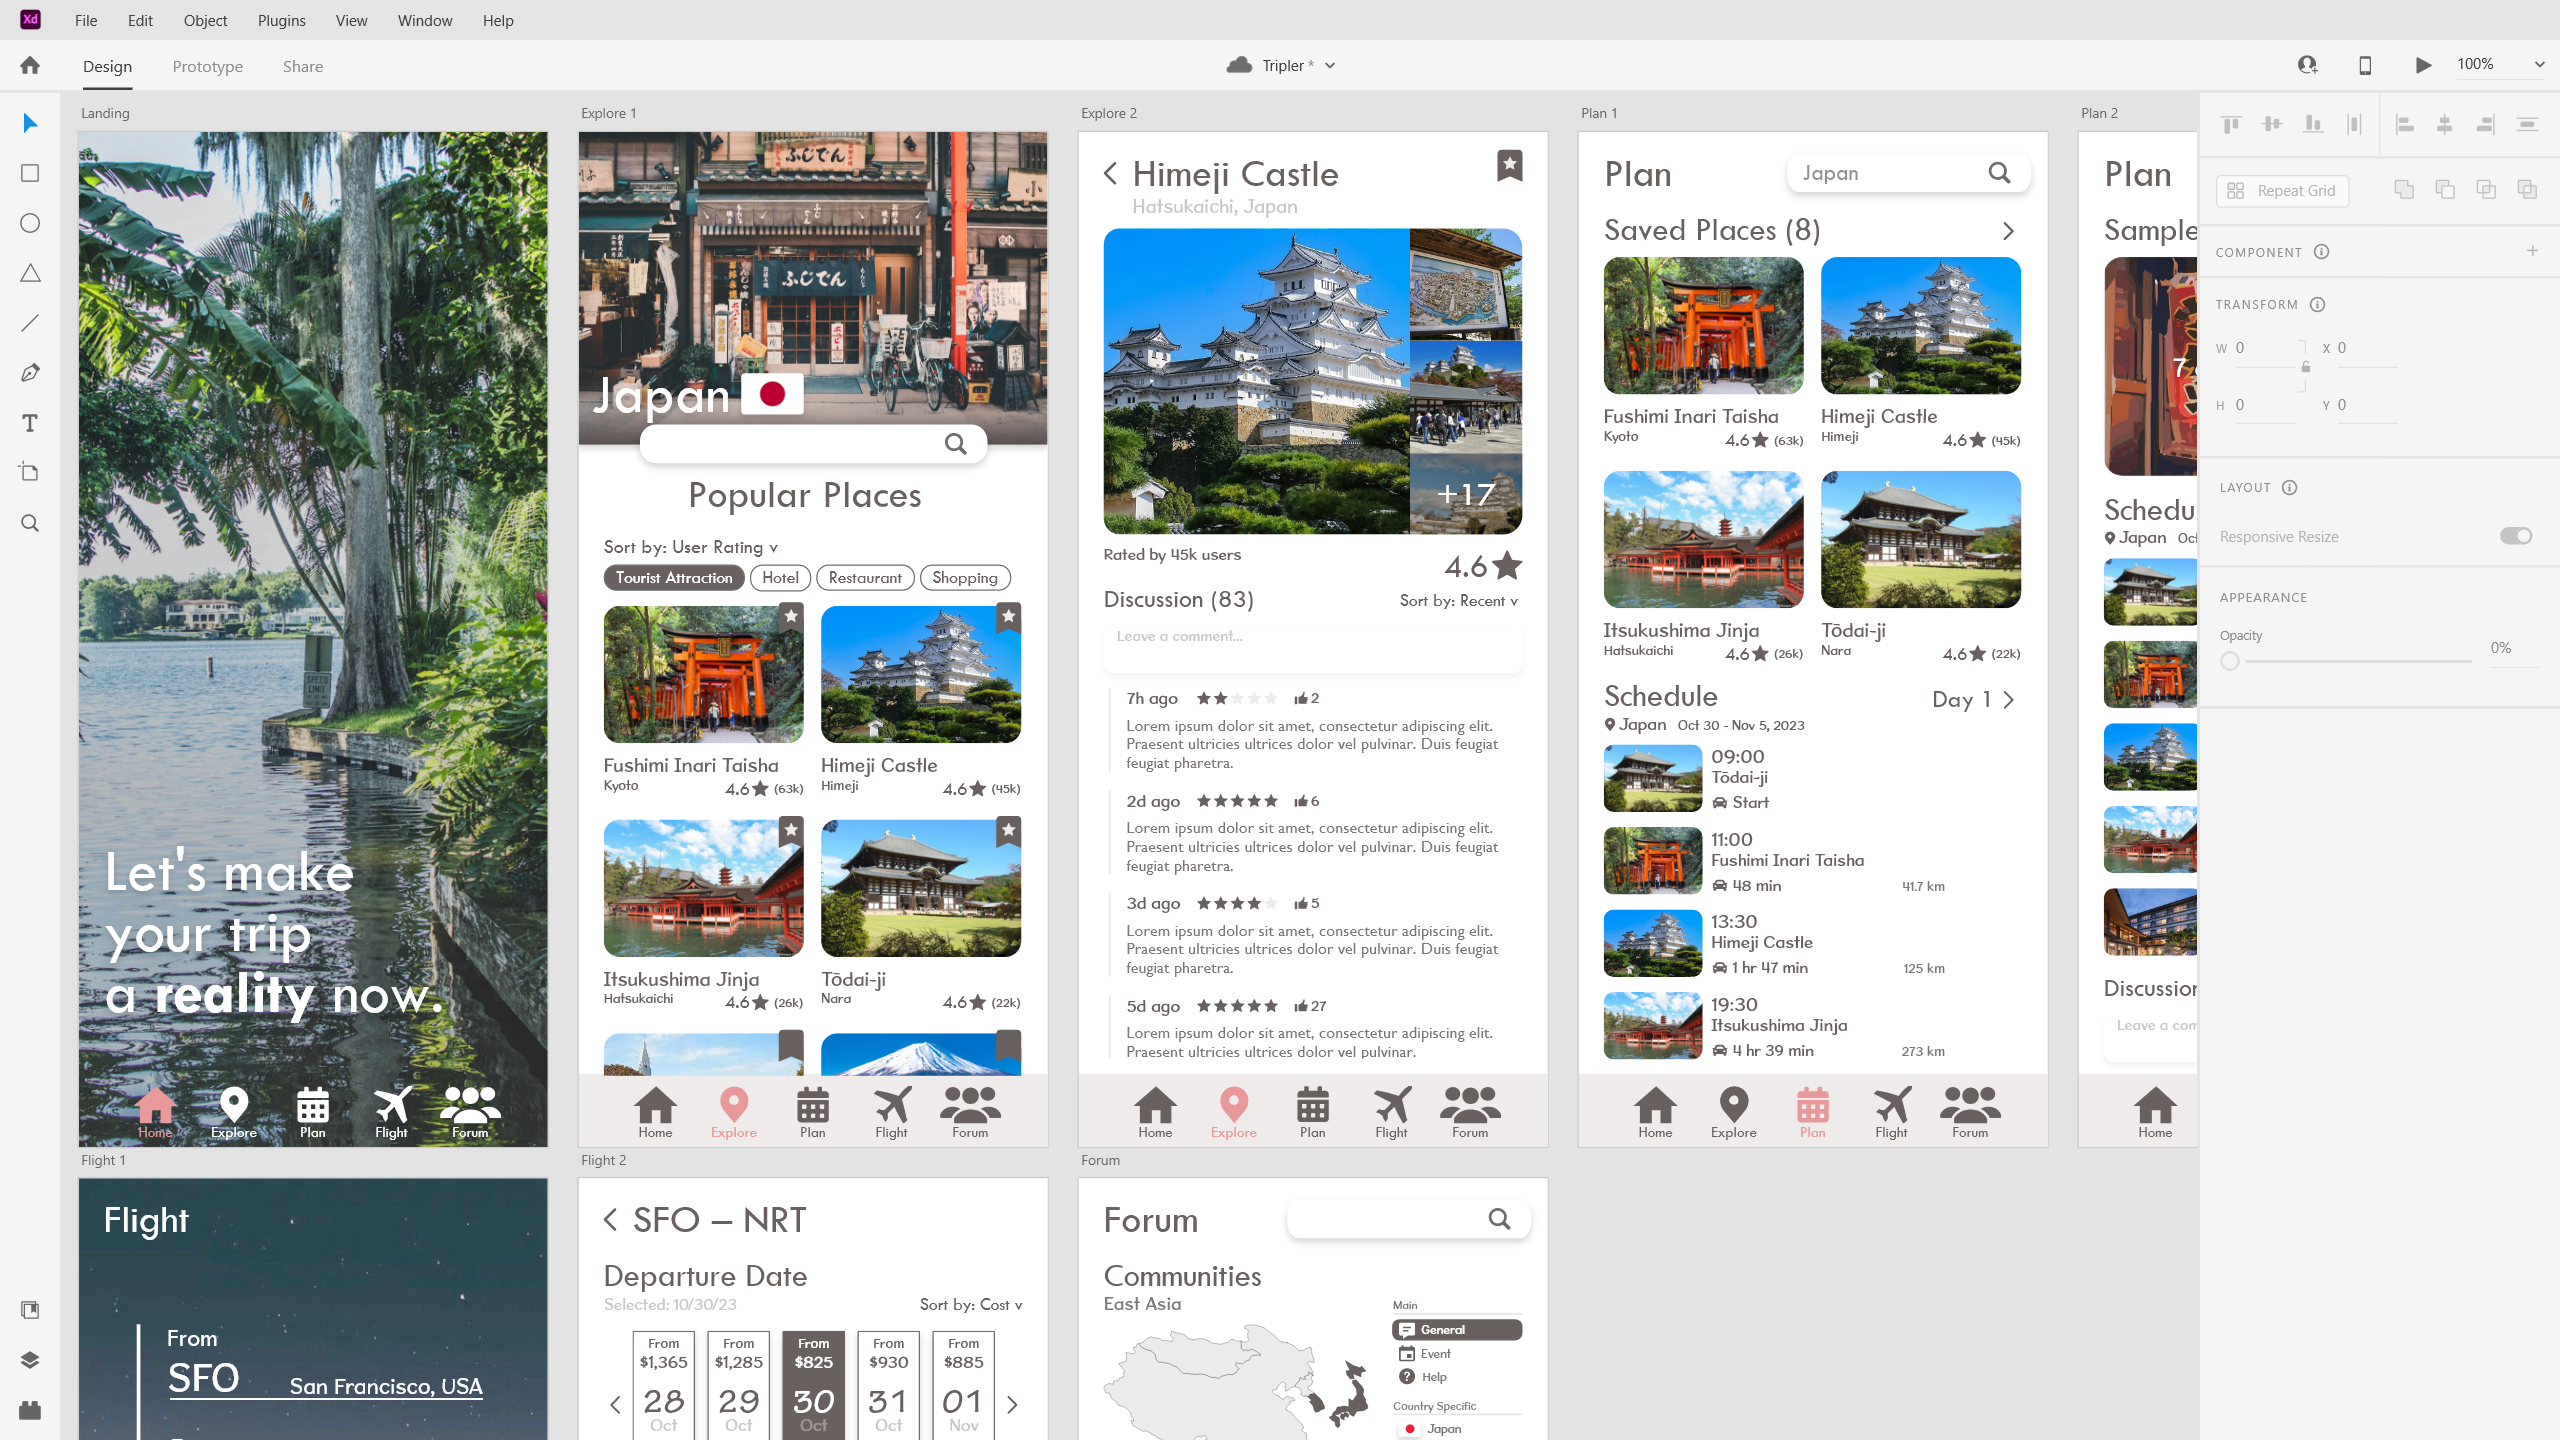 Xd File Edit Object Plugins View Window Help
Design Prototype Share
Tripler *
100%
Landing
SPEED
LIMIT
Let's make
your trip
a reality now.
Home Explore Plan Flight Forum
Explore 1
ふじでん
ふじでん
Japan
Popular Places
Sort by: User Rating v
Tourist Attraction Hotel Restaurant Shopping
Fushimi Inari Taisha
Kyoto 4.6 (63k)
Himeji Castle
Himeji 4.6 (45k)
Itsukushima Jinja
Hatsukaichi 4.6 (26k)
Tōdai-ji
Nara 4.6 (22k)
Home Explore Plan Flight Forum
Explore 2
Himeji Castle
Hatsukaichi, Japan
+17
Rated by 45k users
4.6
Discussion (83)
Sort by: Recent v
Leave a comment...
7h ago 2
Lorem ipsum dolor sit amet, consectetur adipiscing elit.
Praesent ultricies ultrices dolor vel pulvinar. Duis feugiat
feugiat pharetra.
2d ago 6
Lorem ipsum dolor sit amet, consectetur adipiscing elit.
Praesent ultricies ultrices dolor vel pulvinar. Duis feugiat
feugiat pharetra.
3d ago 5
Lorem ipsum dolor sit amet, consectetur adipiscing elit.
Praesent ultricies ultrices dolor vel pulvinar. Duis feugiat
feugiat pharetra.
5d ago 27
Lorem ipsum dolor sit amet, consectetur adipiscing elit.
Praesent ultricies ultrices dolor vel pulvinar.
Home Explore Plan Flight Forum
Plan 1
Plan
Japan
Saved Places (8)
Fushimi Inari Taisha
Kyoto 4.6 (63k)
Himeji Castle
Himeji 4.6 (45k)
Itsukushima Jinja
Hatsukaichi 4.6 (26k)
Tōdai-ji
Nara 4.6 (22k)
Schedule
Day 1
Japan Oct 30 - Nov 5, 2023
09:00
Tōdai-ji
Start
11:00
Fushimi Inari Taisha
48 min 41.7 km
13:30
Himeji Castle
1 hr 47 min 125 km
19:30
Itsukushima Jinja
4 hr 39 min 273 km
Home Explore Plan Flight Forum
Plan 2
Plan
Sample
7
Schedu
Japan Oct
Discussion
Leave a com
Home
Repeat Grid
COMPONENT
TRANSFORM
W 0 X 0
H 0 Y 0
LAYOUT
Responsive Resize
APPEARANCE
Opacity
0%
Flight 1
Flight
From
SFO San Francisco, USA
Flight 2
SFO – NRT
Departure Date
Selected: 10/30/23
Sort by: Cost v
From From From From From
$1,365 $1,285 $825 $930 $885
28 29 30 31 01
Oct Oct Oct Oct Nov
Forum
Forum
Communities
East Asia
Main
General
Event
Help
Country Specific
Japan